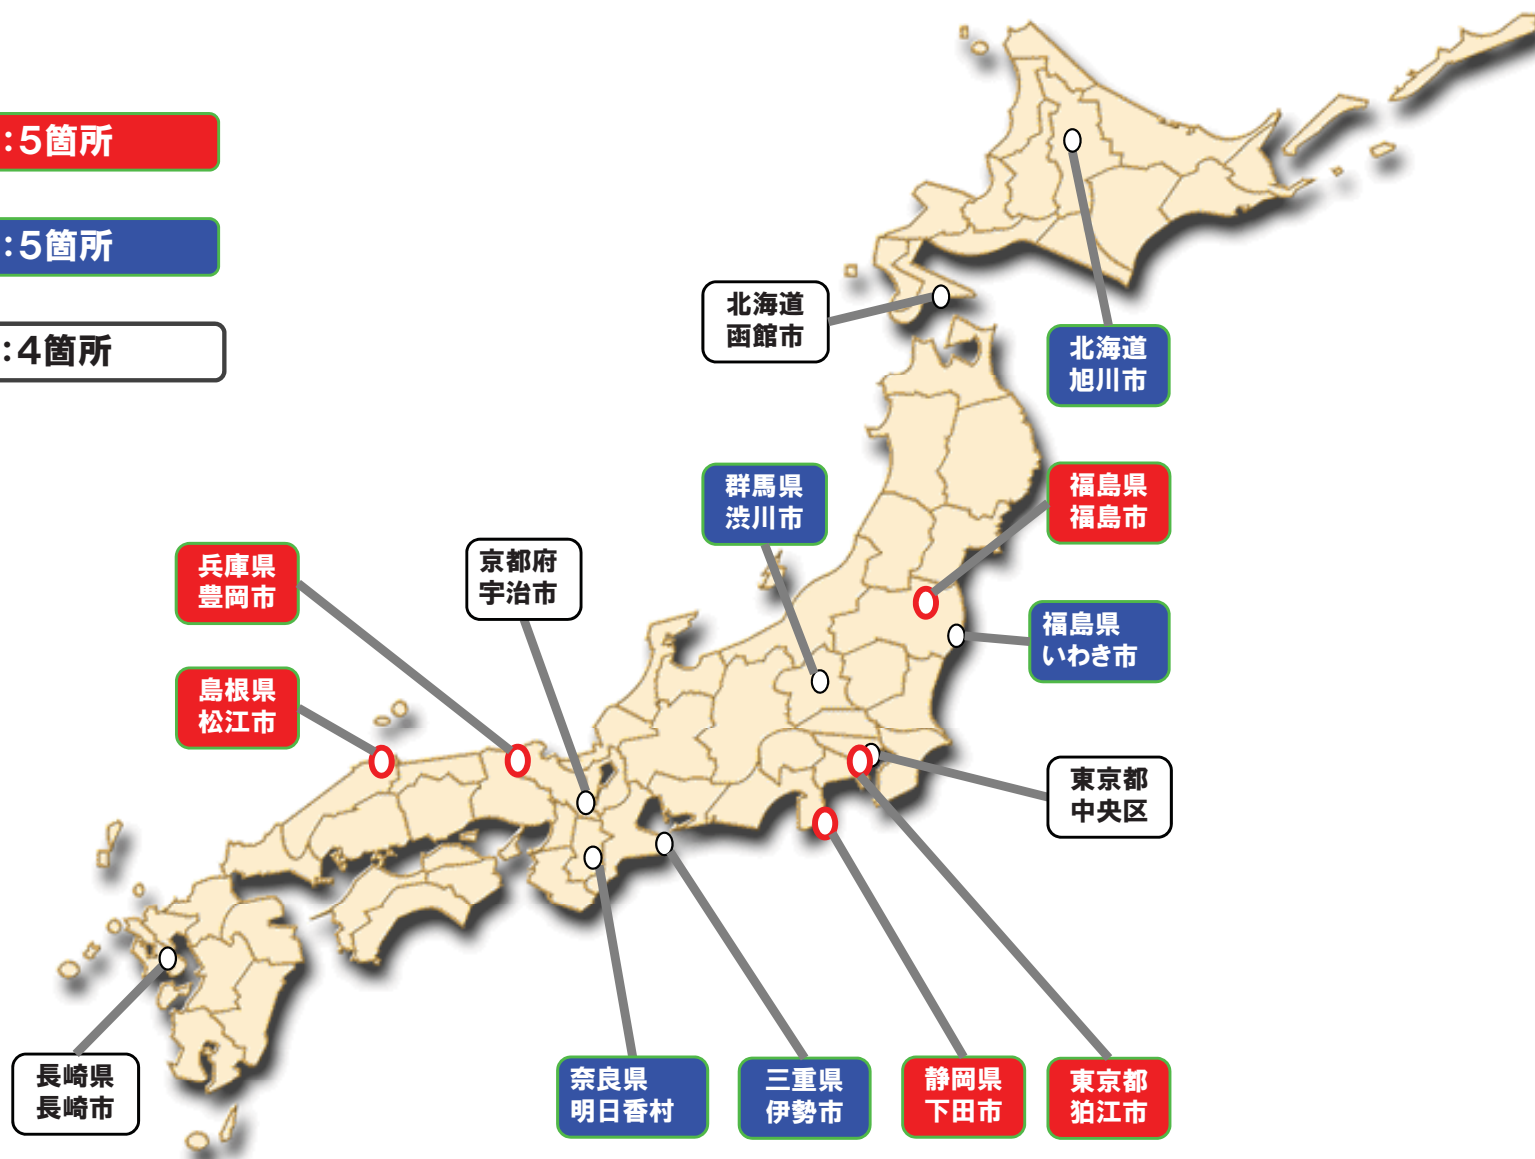 :5箇所
:5箇所
:4箇所
北海道
函館市
北海道
旭川市
群馬県
渋川市
福島県
福島市
兵庫県
豊岡市
京都府
宇治市
福島県
いわき市
島根県
松江市
東京都
中央区
長崎県
長崎市
奈良県
明日香村
三重県
伊勢市
静岡県
下田市
東京都
狛江市